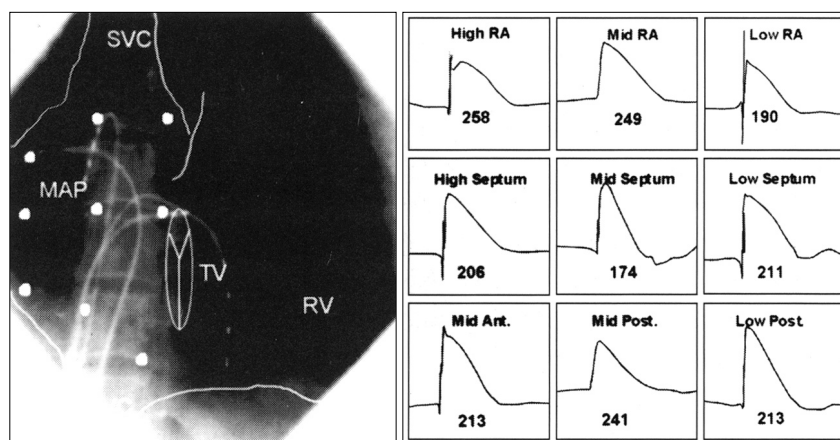 SVC
MAP
TV
RV
High RA
258
Mid RA
249
Low RA
190
High Septum
206
Mid Septum
174
Low Septum
211
Mid Ant.
213
Mid Post.
241
Low Post.
213